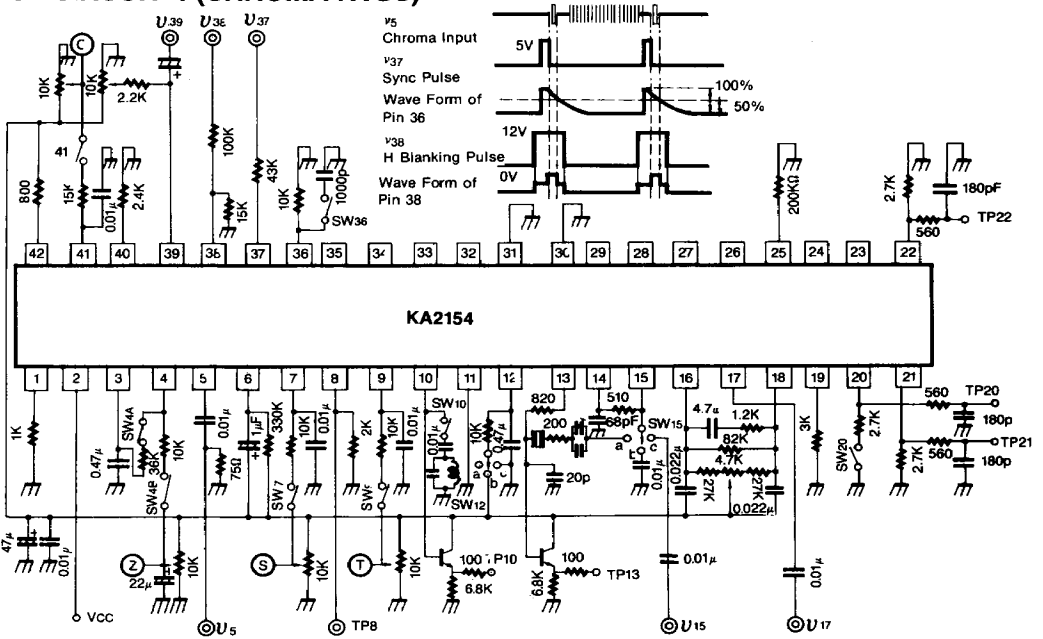 υ39 υ38 υ37
C
10K
10K
2.2K
41
800
15K
0.01μ
2.4K
100K
15K
43K
10K
1000p
SW36
ν5
Chroma Input
5V
ν37
Sync Pulse
Wave Form of
Pin 36
100%
50%
12V
ν38
H Blanking Pulse
0V
Wave Form of
Pin 38
200KΩ
2.7K
180pF
560
TP22
42 41 40 39 38 37 36 35 34 33 32 31 30 29 28 27 26 25 24 23 22
KA2154
1 2 3 4 5 6 7 8 9 10 11 12 13 14 15 16 17 18 19 20 21
1K
0.47μ
SW4A
36K
10K
SW4B
0.01μ
75Ω
1μF
330K
10K
0.01μ
SW7
2K
10K
0.01μ
SW10
0.01μ
SW12
10K
0.47μ
a
b
c
820
200
20p
510
68pF
SW15
a
b
c
0.01μ
0.022μ
4.7μ
1.2K
82K
4.7K
27K
27K
0.022μ
3K
SW20
2.7K
560
TP20
180p
2.7K
560
TP21
180p
47μ
0.01μ
Z
22μ
10K
S
10K
T
10K
100
TP10
6.8K
100
TP13
6.8K
0.01μ
0.01μ
VCC
υ5
TP8
υ15
υ17